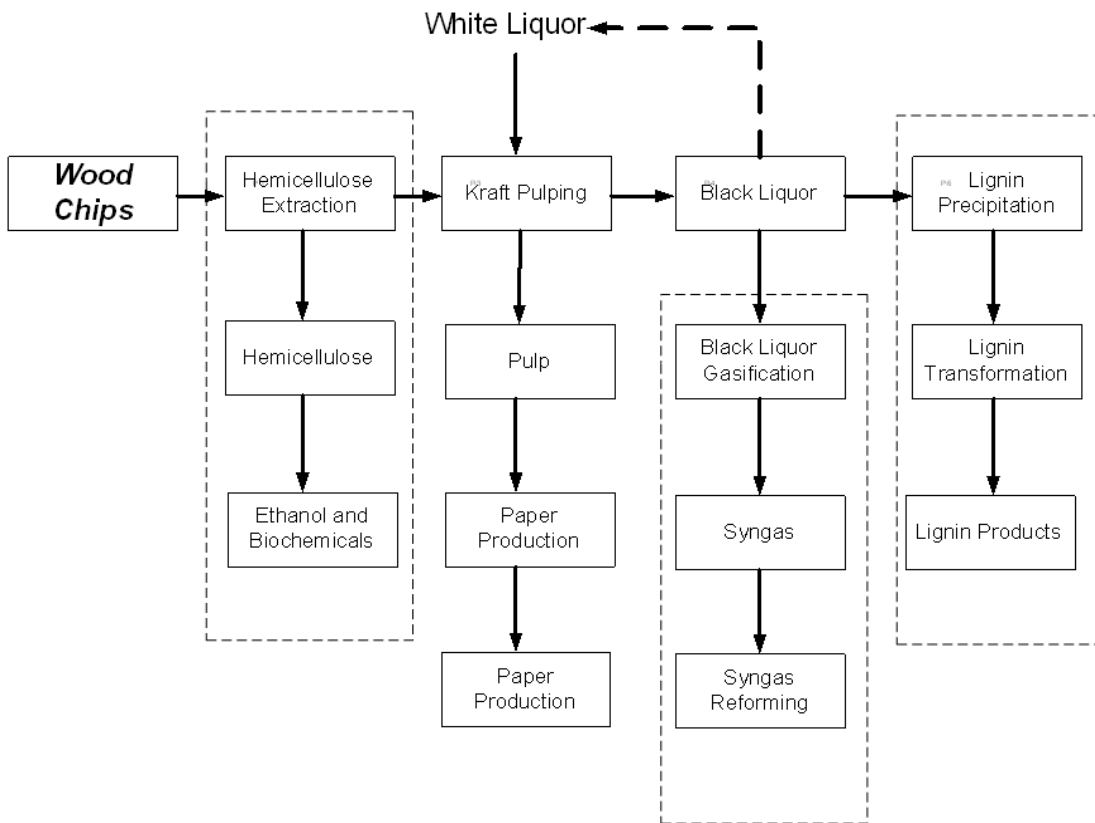 White Liquor
Wood
Chips
Hemicellulose
Extraction
Kraft Pulping
Black Liquor
Lignin
Precipitation
Hemicellulose
Pulp
Black Liquor
Gasification
Lignin
Transformation
Ethanol and
Biochemicals
Paper
Production
Syngas
Lignin Products
Paper
Production
Syngas
Reforming